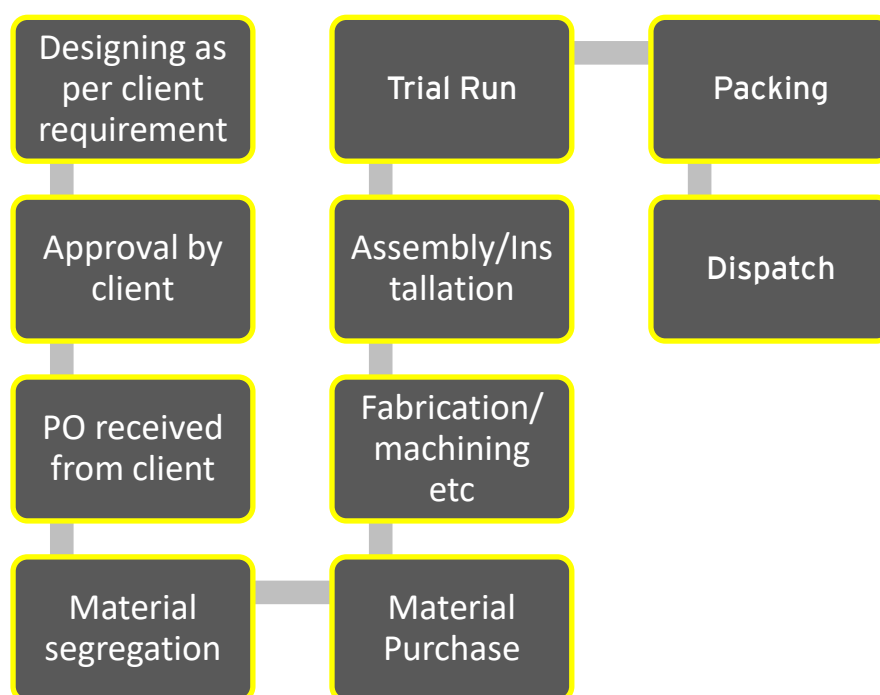 Designing as
per client
requirement
Approval by
client
PO received
from client
Material
segregation
Material
Purchase
Fabrication/
machining
etc
Assembly/Ins
tallation
Trial Run
Packing
Dispatch